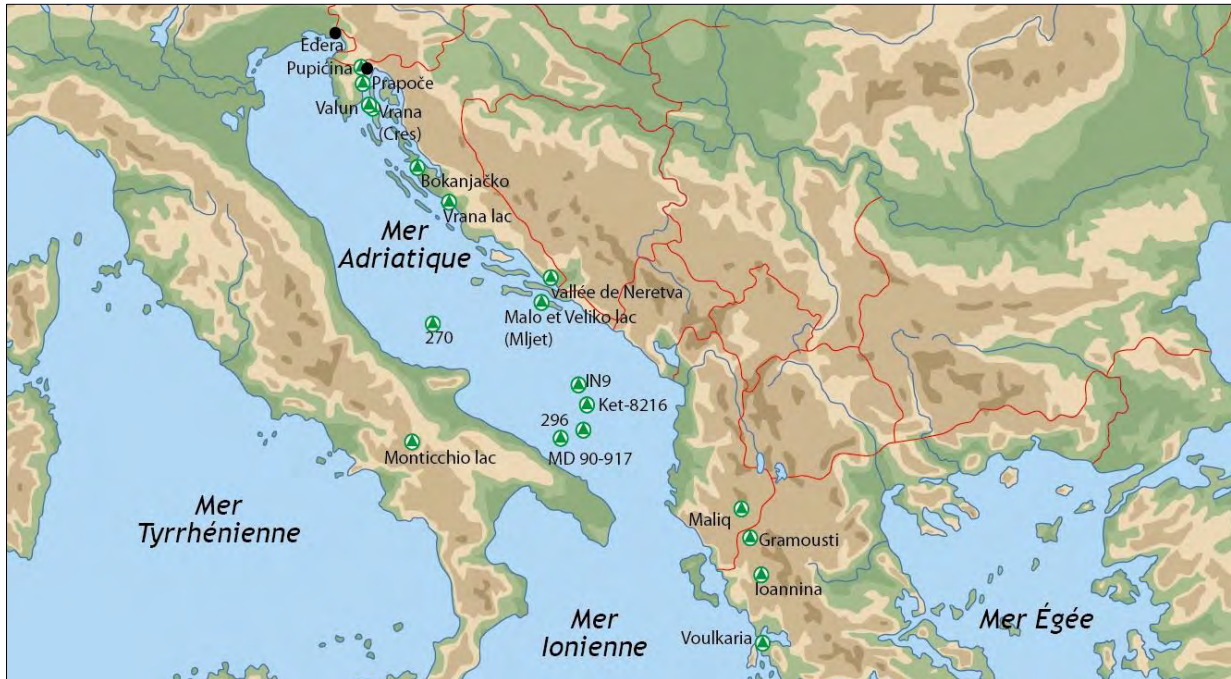 Edera
Pupićina
Prapoče
Valun
Vrana
(Cres)
Bokanjačko
Vrana lac
Mer
Adriatique
vallée de Neretva
Malo et Veliko lac
(Mljet)
270
IN9
Ket-8216
296
MD 90-917
Monticchio lac
Mer
Tyrrhénienne
Maliq
Gramousti
Ioannina
Mer
Ionienne
Mer Égée
Voulkaria